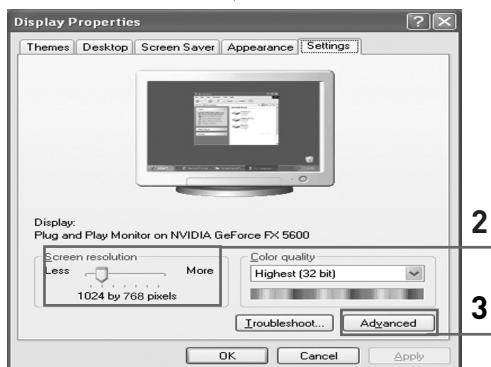 Display Properties
Themes Desktop Screen Saver Appearance Settings
Display:
Plug and Play Monitor on NVIDIA GeForce FX 5600
Screen resolution
Less More
1024 by 768 pixels
Color quality
Highest (32 bit)
2
3
Troubleshoot... Advanced
OK Cancel Apply